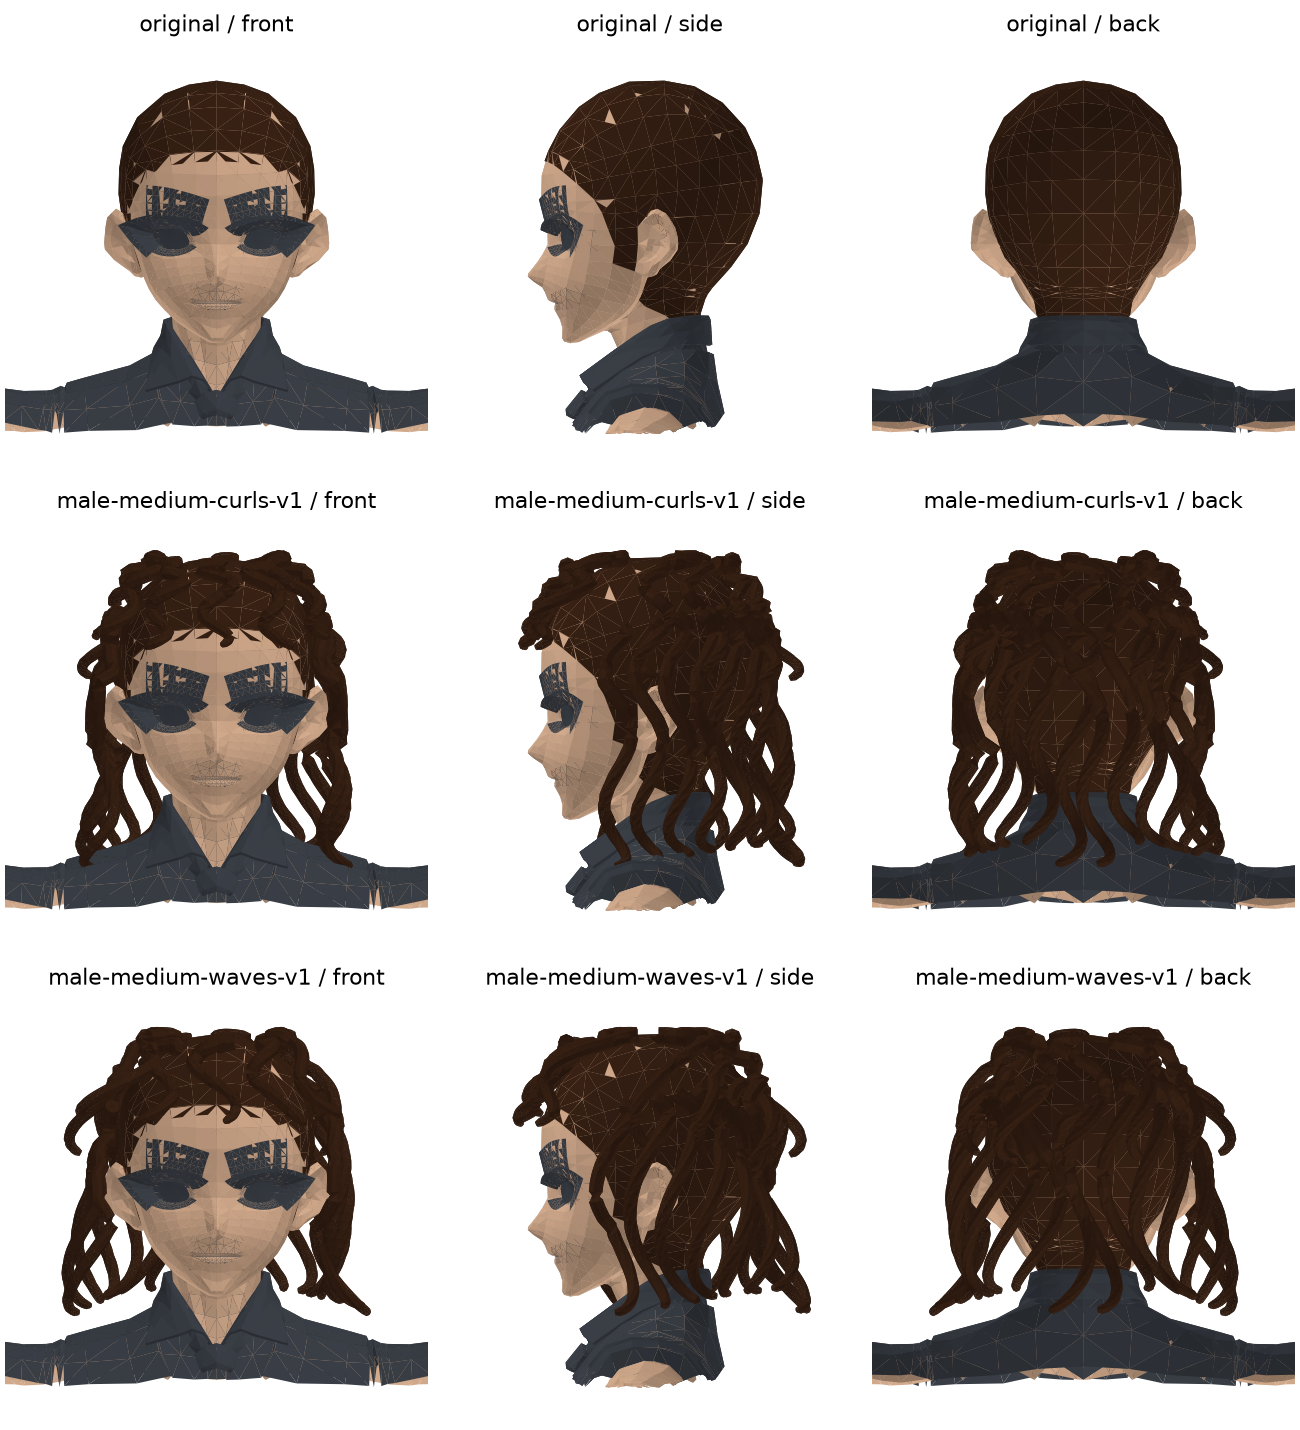 original / front
original / side
original / back
male-medium-curls-v1 / front
male-medium-curls-v1 / side
male-medium-curls-v1 / back
male-medium-waves-v1 / front
male-medium-waves-v1 / side
male-medium-waves-v1 / back